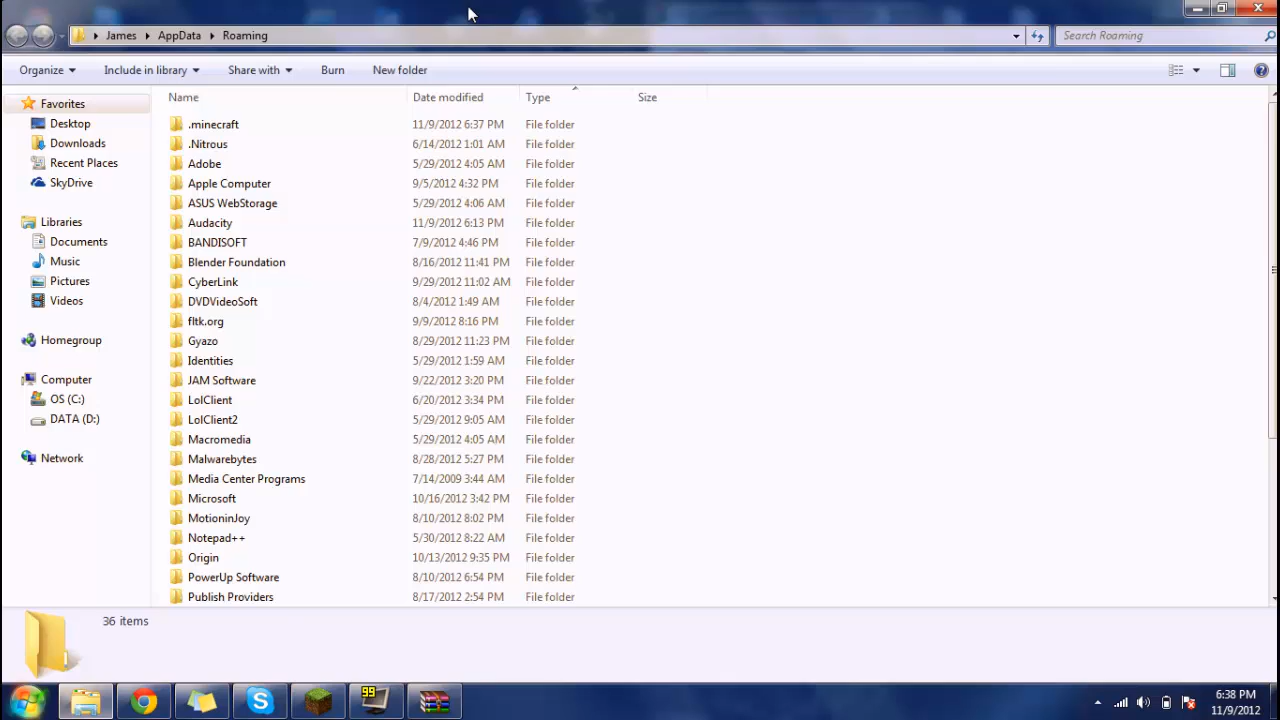 James AppData Roaming Search Roaming
Organize Include in library Share with Burn New folder
Favorites
Desktop
Downloads
Recent Places
SkyDrive
Libraries
Documents
Music
Pictures
Videos
Homegroup
Computer
OS (C:)
DATA (D:)
Network
Name Date modified Type Size
.minecraft 11/9/2012 6:37 PM File folder
.Nitrous 6/14/2012 1:01 AM File folder
Adobe 5/29/2012 4:05 AM File folder
Apple Computer 9/5/2012 4:32 PM File folder
ASUS WebStorage 5/29/2012 4:06 AM File folder
Audacity 11/9/2012 6:13 PM File folder
BANDISOFT 7/9/2012 4:46 PM File folder
Blender Foundation 8/16/2012 11:41 PM File folder
CyberLink 9/29/2012 11:02 AM File folder
DVDVideoSoft 8/4/2012 1:49 AM File folder
fltk.org 9/9/2012 8:16 PM File folder
Gyazo 8/29/2012 11:23 PM File folder
Identities 5/29/2012 1:59 AM File folder
JAM Software 9/22/2012 3:20 PM File folder
LolClient 6/20/2012 3:34 PM File folder
LolClient2 5/29/2012 9:05 AM File folder
Macromedia 5/29/2012 4:05 AM File folder
Malwarebytes 8/28/2012 5:27 PM File folder
Media Center Programs 7/14/2009 3:44 AM File folder
Microsoft 10/16/2012 3:42 PM File folder
MotioninJoy 8/10/2012 8:02 PM File folder
Notepad++ 5/30/2012 8:22 AM File folder
Origin 10/13/2012 9:35 PM File folder
PowerUp Software 8/10/2012 6:54 PM File folder
Publish Providers 8/17/2012 2:54 PM File folder
36 items
99
6:38 PM
11/9/2012